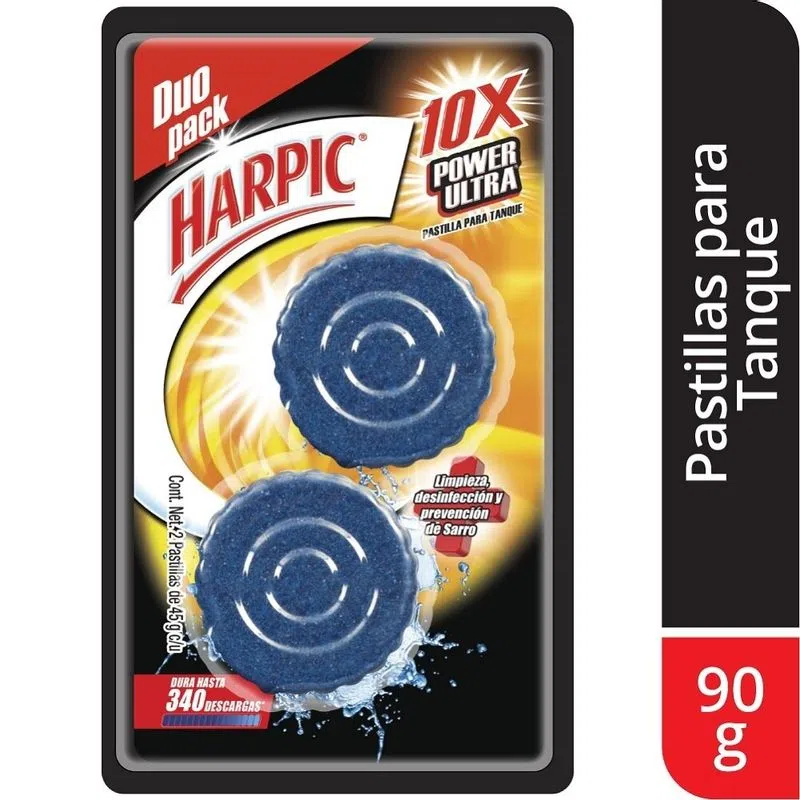 Duo
pack
HARPIC®
10X
POWER
ULTRA
PASTILLA PARA TANQUE
Limpieza,
desinfección y
prevención
de Sarro
Cont. Net. 2 Pastillas de 45 g c/u
DURA HASTA
340 DESCARGAS*
Pastillas para
Tanque
90
g